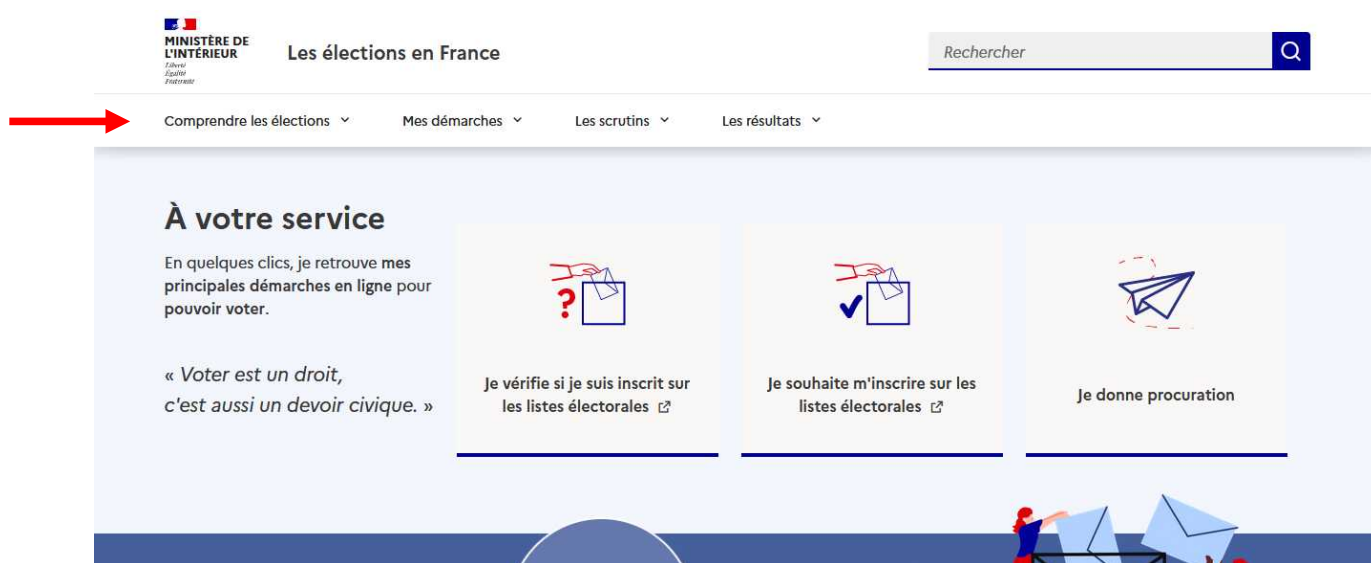 MINISTÈRE DE
L'INTÉRIEUR
Liberté
Égalité
Fraternité
Les élections en France
Rechercher
Comprendre les élections
Mes démarches
Les scrutins
Les résultats
À votre service
En quelques clics, je retrouve mes
principales démarches en ligne pour
pouvoir voter.
« Voter est un droit,
c'est aussi un devoir civique. »
?
Je vérifie si je suis inscrit sur
les listes électorales
Je souhaite m'inscrire sur les
listes électorales
Je donne procuration